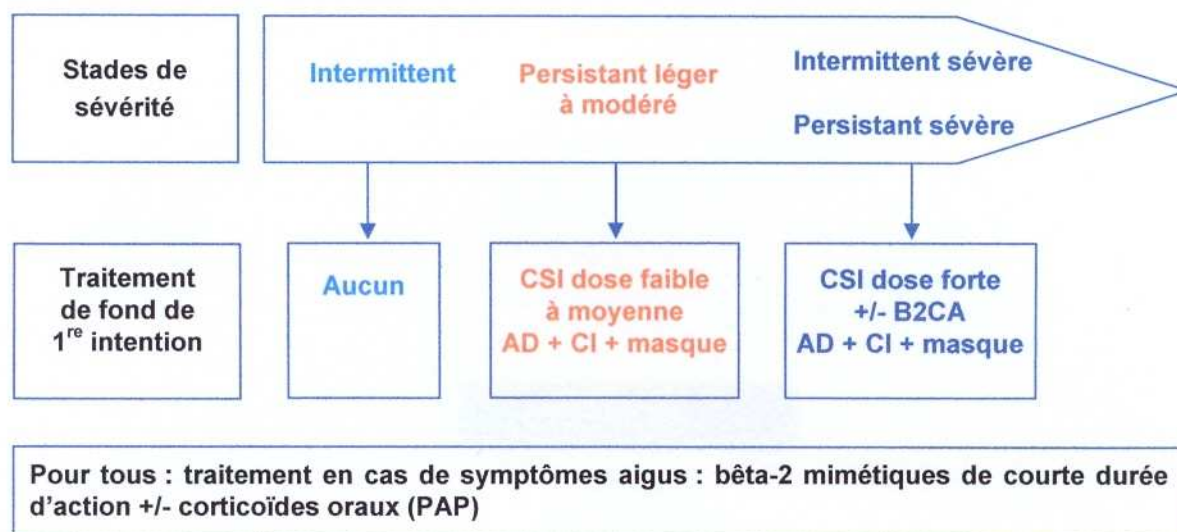 Stades de
sévérité
Intermittent
Persistant léger
à modéré
Intermittent sévère
Persistant sévère
Traitement
de fond de
1re intention
Aucun
CSI dose faible
à moyenne
AD + CI + masque
CSI dose forte
+/- B2CA
AD + CI + masque
Pour tous : traitement en cas de symptômes aigus : bêta-2 mimétiques de courte durée
d'action +/- corticoïdes oraux (PAP)